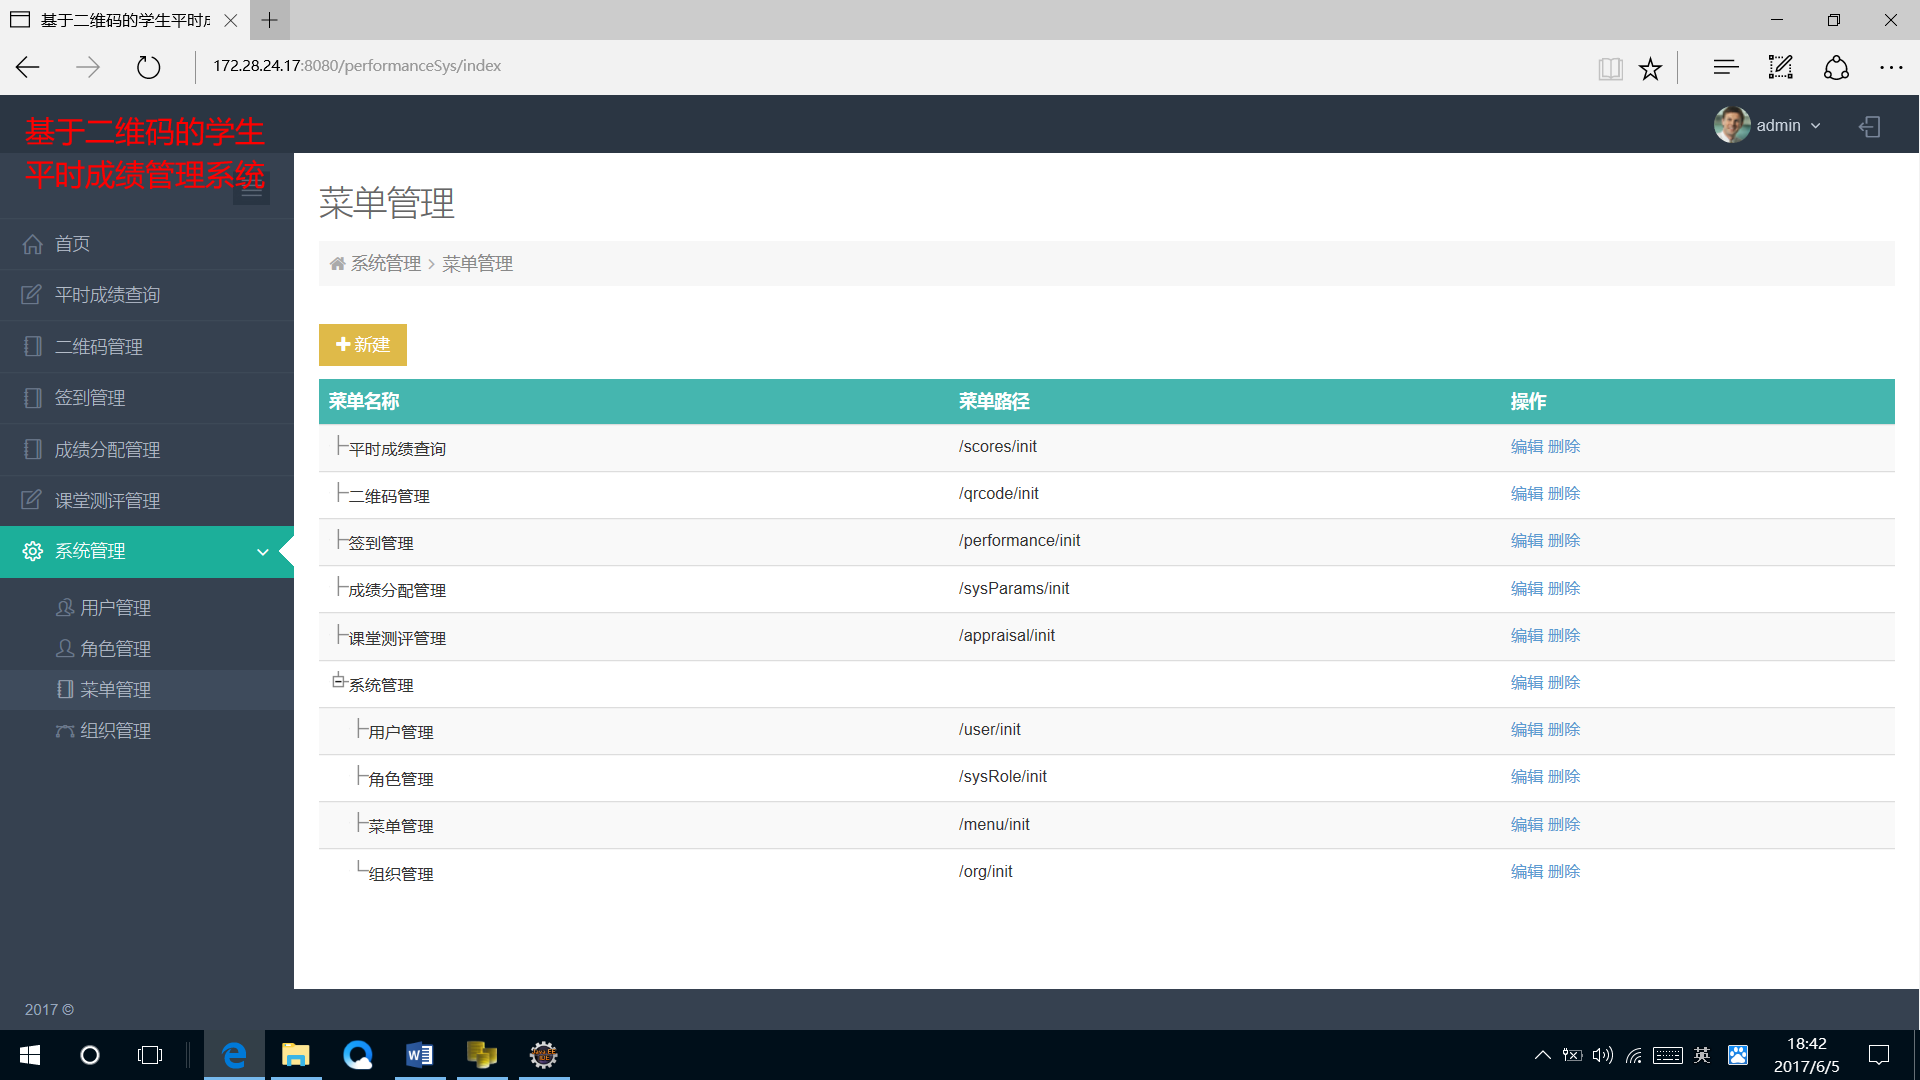 基于二维码的学生平时
172.28.24.17:8080/performanceSys/index
基于二维码的学生
平时成绩管理系统
admin
首页
平时成绩查询
二维码管理
签到管理
成绩分配管理
课堂测评管理
系统管理
用户管理
角色管理
菜单管理
组织管理
2017 ©
菜单管理
系统管理 > 菜单管理
新建
菜单名称 菜单路径 操作
平时成绩查询 /scores/init 编辑 删除
二维码管理 /qrcode/init 编辑 删除
签到管理 /performance/init 编辑 删除
成绩分配管理 /sysParams/init 编辑 删除
课堂测评管理 /appraisal/init 编辑 删除
系统管理 编辑 删除
用户管理 /user/init 编辑 删除
角色管理 /sysRole/init 编辑 删除
菜单管理 /menu/init 编辑 删除
组织管理 /org/init 编辑 删除
英
18:42
2017/6/5